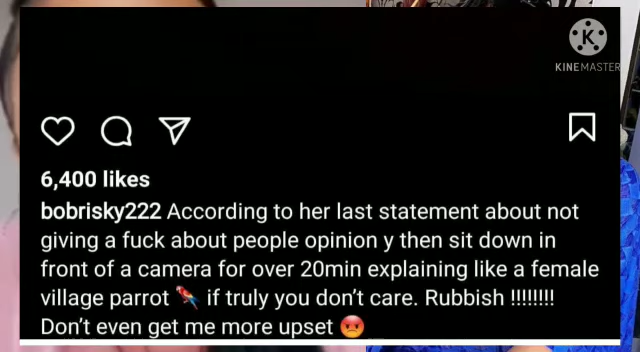 K
KINEMASTER
6,400 likes
bobrisky222 According to her last statement about not
giving a fuck about people opinion y then sit down in
front of a camera for over 20min explaining like a female
village parrot 🦜 if truly you don't care. Rubbish !!!!!!!!
Don't even get me more upset 😡